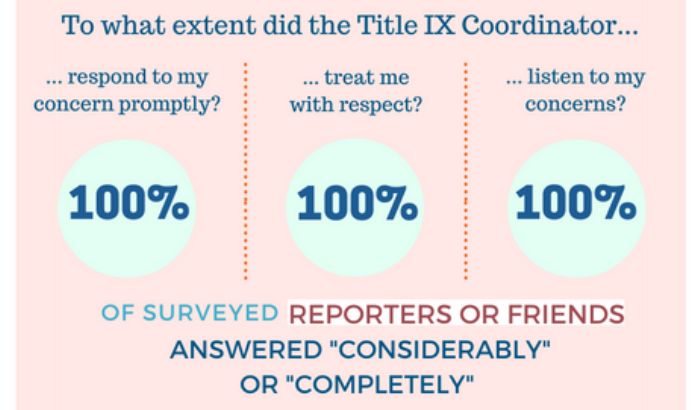 To what extent did the Title IX Coordinator...
... respond to my
concern promptly?
100%
... treat me
with respect?
100%
... listen to my
concerns?
100%
OF SURVEYED REPORTERS OR FRIENDS
ANSWERED "CONSIDERABLY"
OR "COMPLETELY"